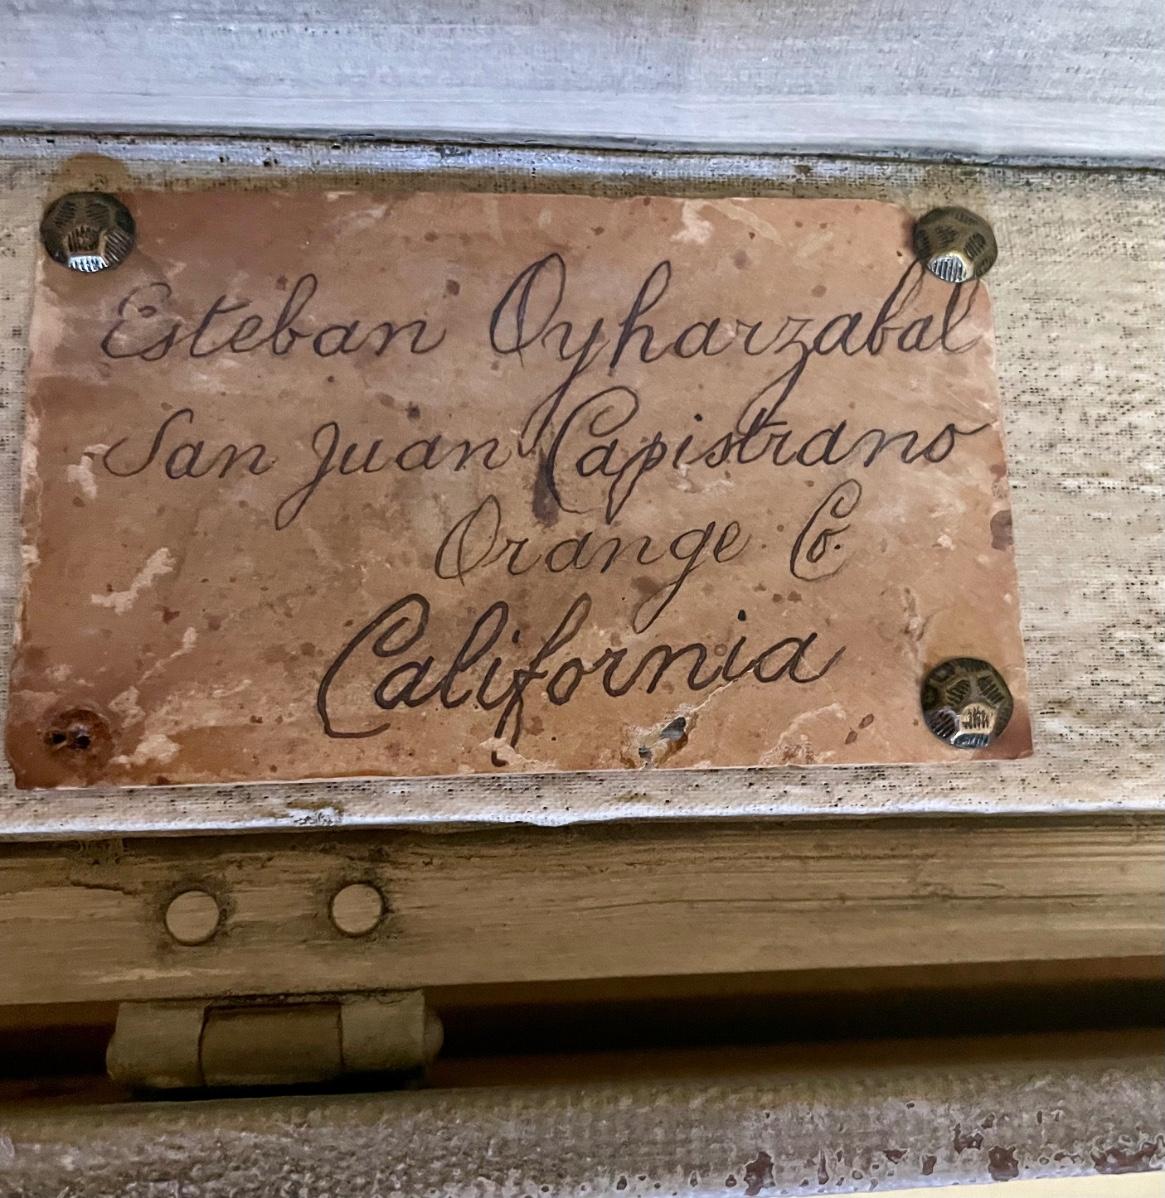 Esteban Oyharzabal
San Juan Capistrano
Orange Co.
California